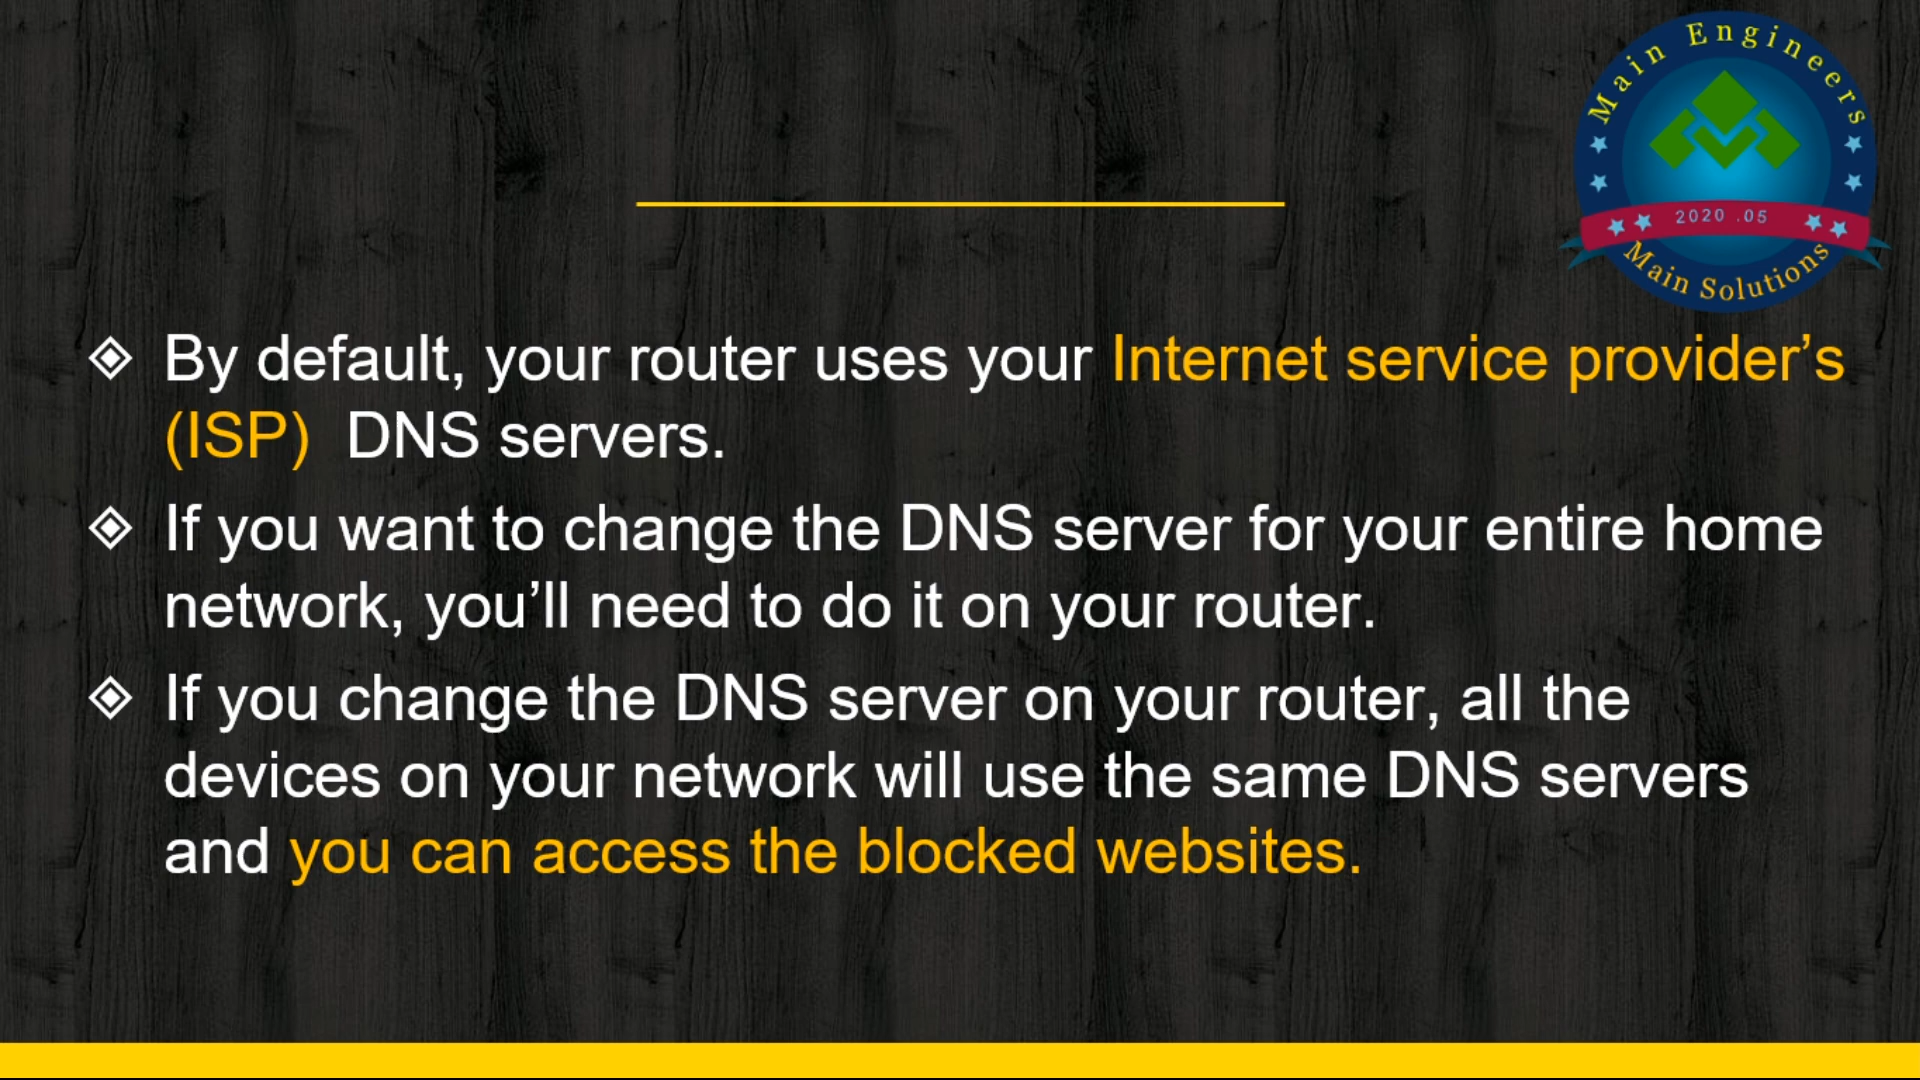 Main Engineers
2020 .05
Main Solutions
By default, your router uses your Internet service provider’s
(ISP) DNS servers.
If you want to change the DNS server for your entire home
network, you’ll need to do it on your router.
If you change the DNS server on your router, all the
devices on your network will use the same DNS servers
and you can access the blocked websites.